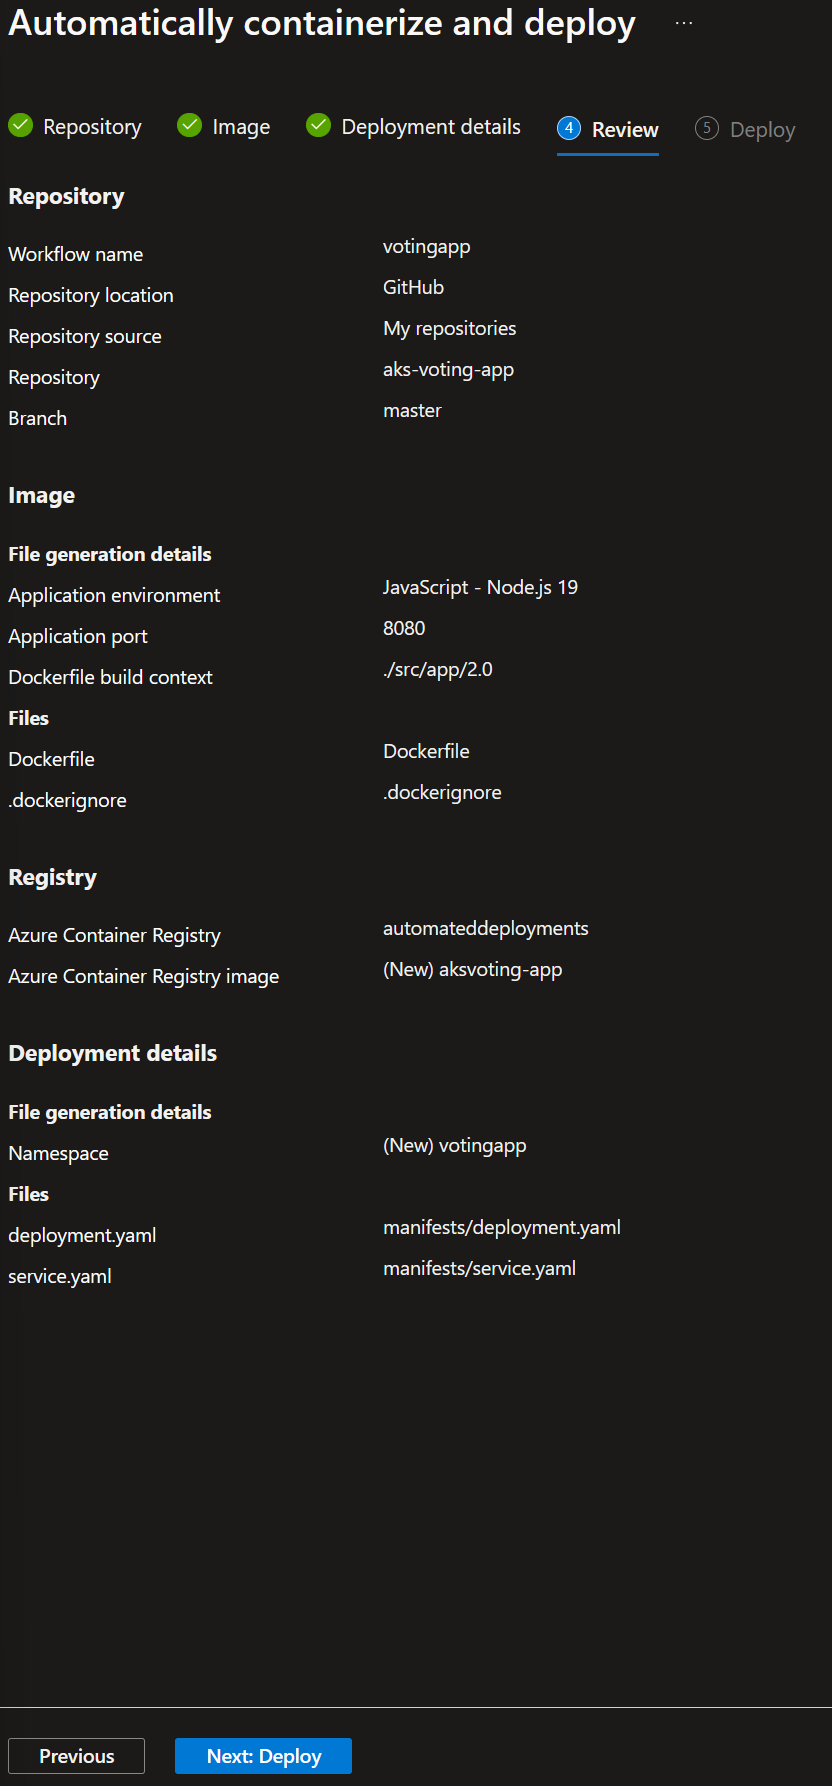 Automatically containerize and deploy ...
Repository Image Deployment details 4 Review 5 Deploy
Repository
Workflow name votingapp
Repository location GitHub
Repository source My repositories
Repository aks-voting-app
Branch master
Image
File generation details
Application environment JavaScript - Node.js 19
Application port 8080
Dockerfile build context ./src/app/2.0
Files
Dockerfile Dockerfile
.dockerignore .dockerignore
Registry
Azure Container Registry automateddeployments
Azure Container Registry image (New) aksvoting-app
Deployment details
File generation details
Namespace (New) votingapp
Files
deployment.yaml manifests/deployment.yaml
service.yaml manifests/service.yaml
Previous Next: Deploy